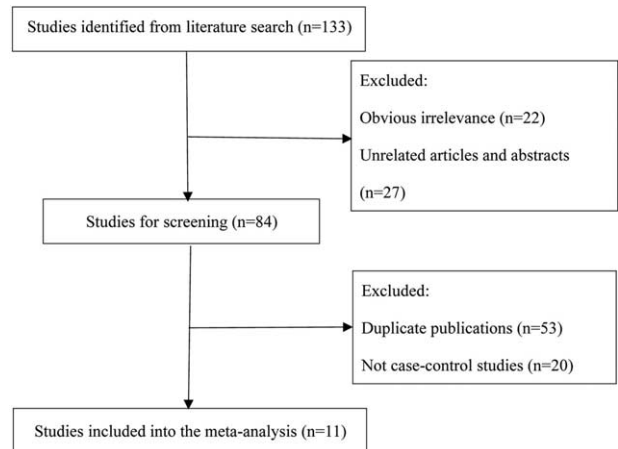 Studies identified from literature search (n=133)
Excluded:
Obvious irrelevance (n=22)
Unrelated articles and abstracts
(n=27)
Studies for screening (n=84)
Excluded:
Duplicate publications (n=53)
Not case-control studies (n=20)
Studies included into the meta-analysis (n=11)